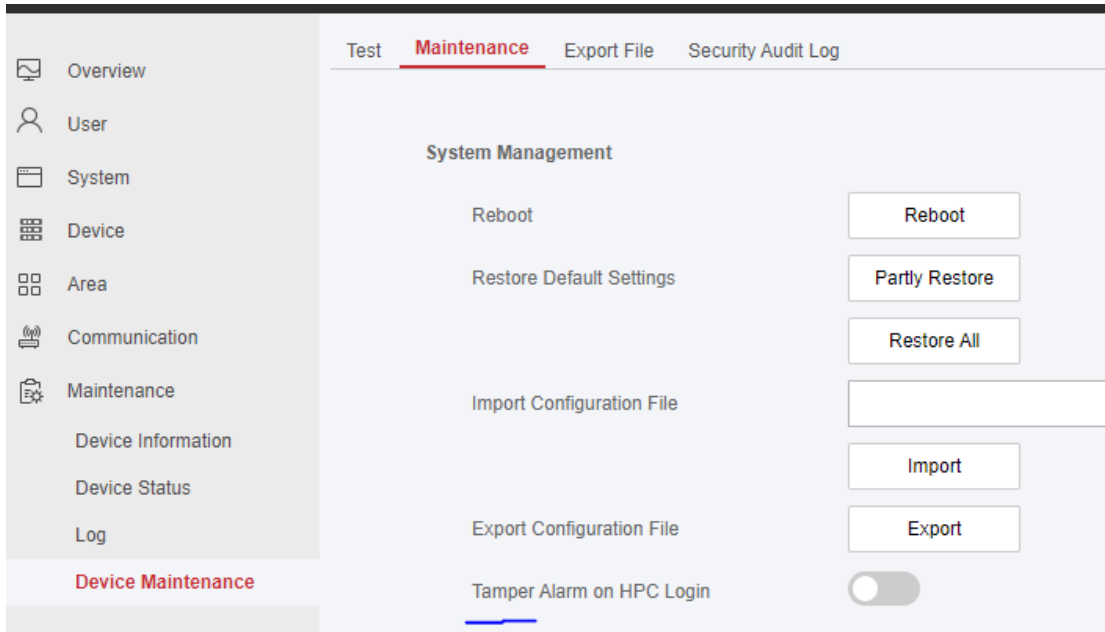 Overview
User
System
Device
Area
Communication
Maintenance
Device Information
Device Status
Log
Device Maintenance
Test Maintenance Export File Security Audit Log
System Management
Reboot Reboot
Restore Default Settings Partly Restore
Restore All
Import Configuration File
Import
Export Configuration File Export
Tamper Alarm on HPC Login